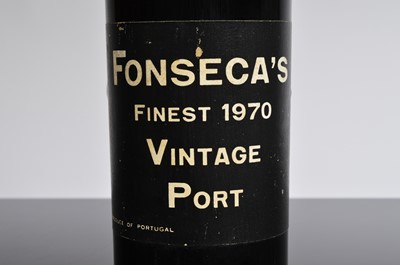 FONSECA'S
FINEST 1970
VINTAGE
PORT
OF PORTUGAL